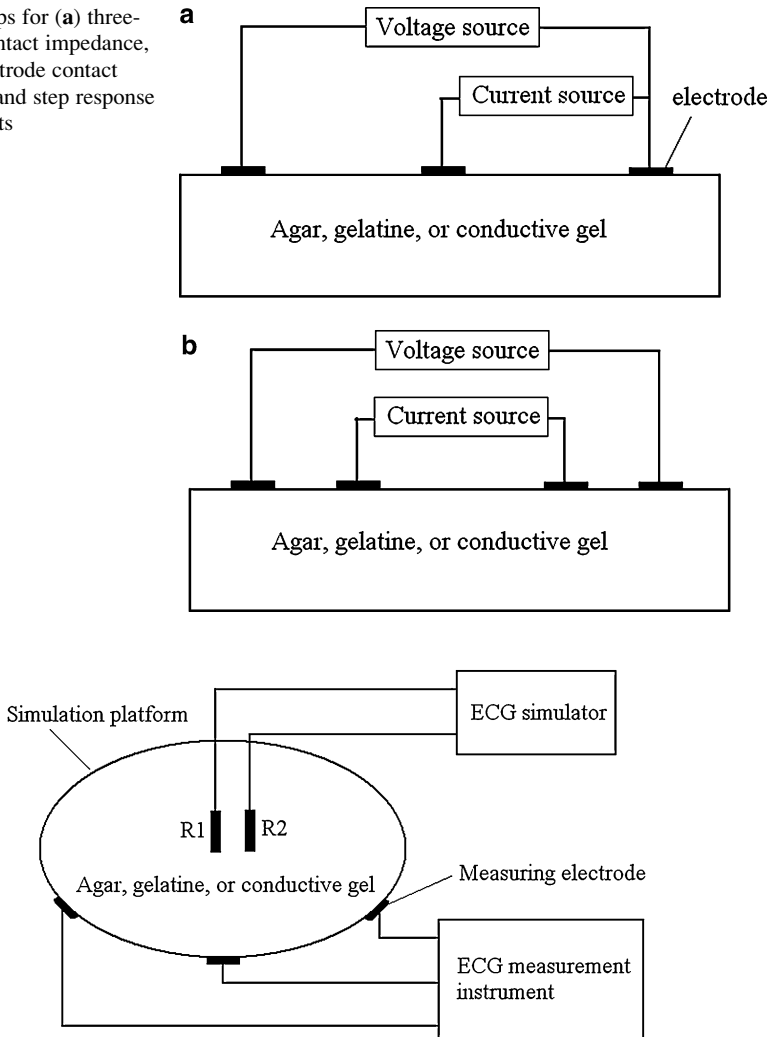 ps for (a) three-
ntact impedance,
trode contact
and step response
ts
a
Voltage source
Current source
electrode
Agar, gelatine, or conductive gel
b
Voltage source
Current source
Agar, gelatine, or conductive gel
Simulation platform
ECG simulator
R1
R2
Agar, gelatine, or conductive gel
Measuring electrode
ECG measurement
instrument